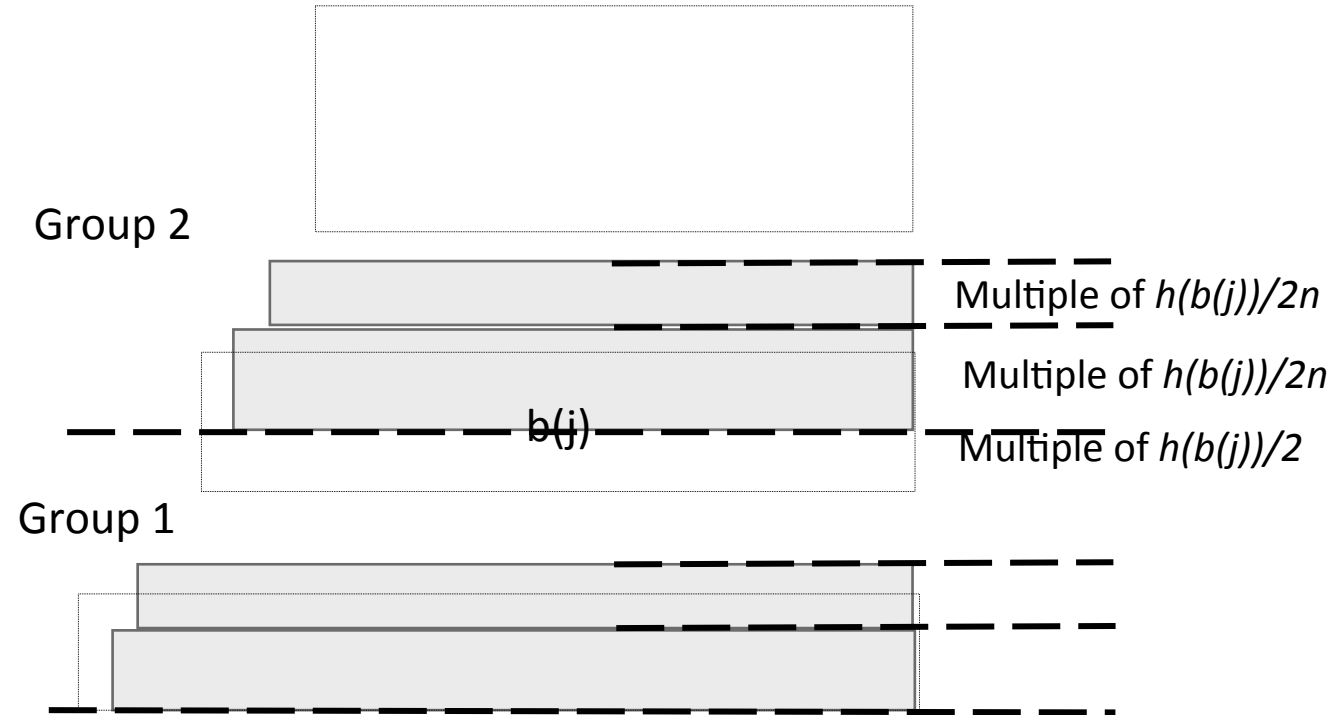 Group 2
Multiple of h(b(j))/2n
Multiple of h(b(j))/2n
b(j)
Multiple of h(b(j))/2
Group 1